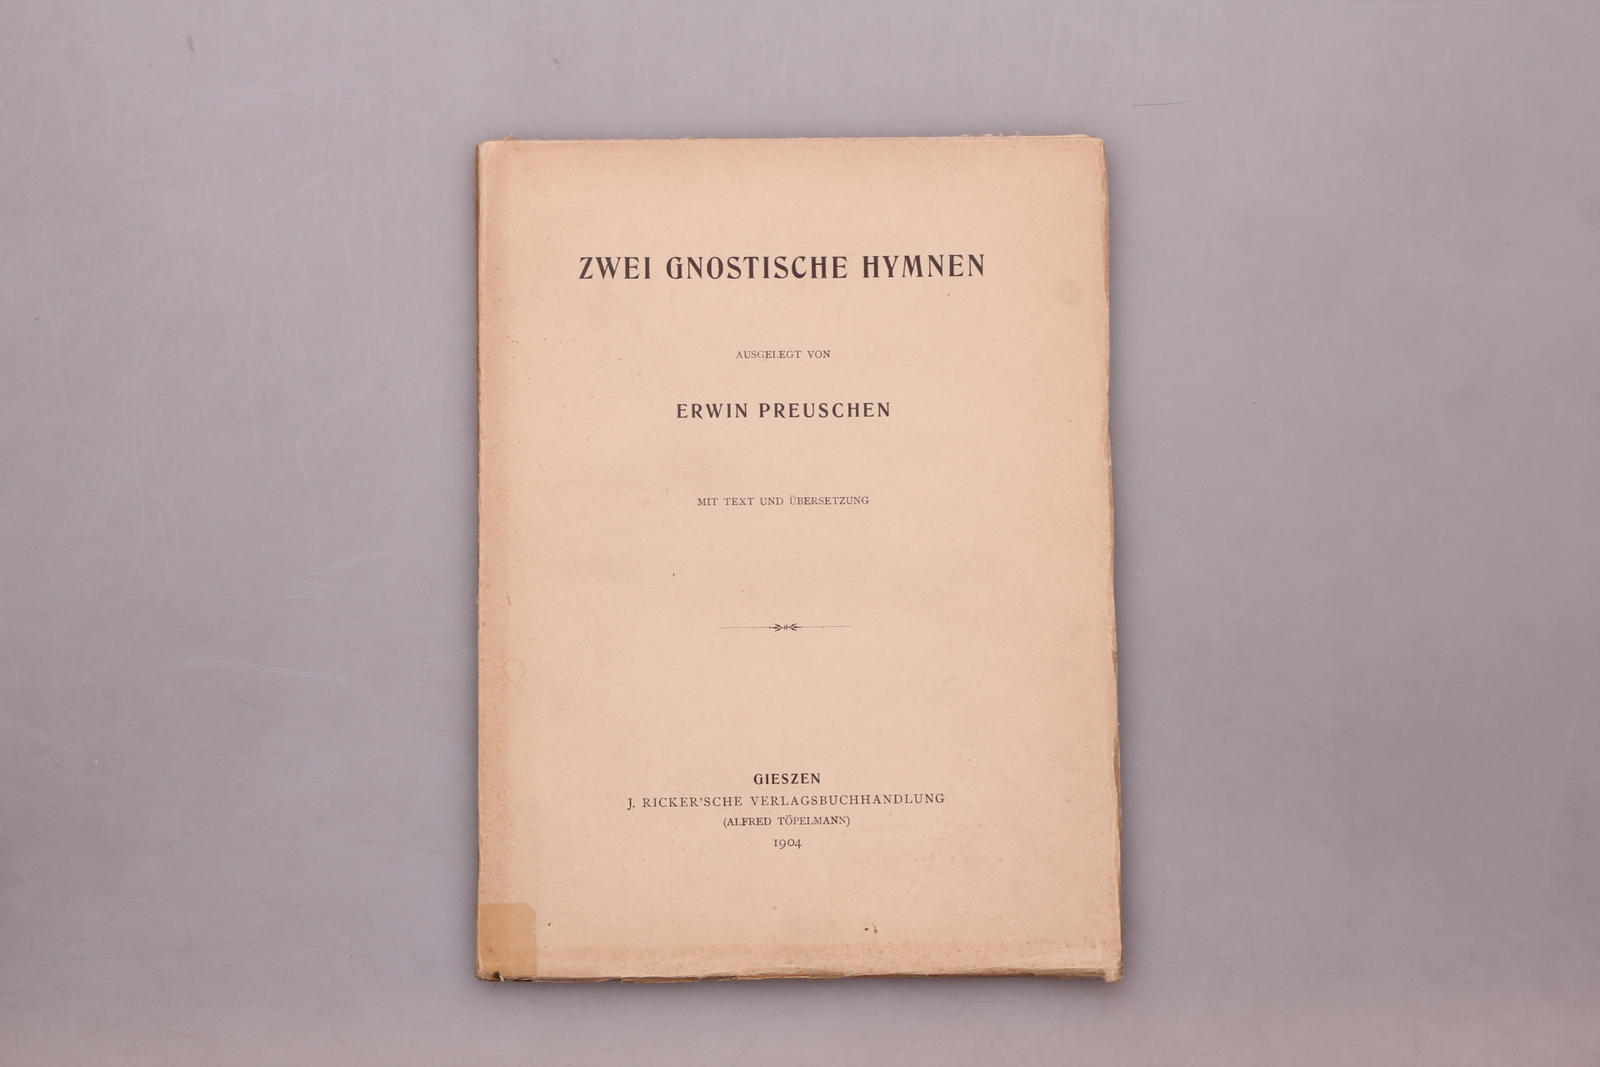 ZWEI GNOSTISCHE HYMNEN
AUSGELEGT VON
ERWIN PREUSCHEN
MIT TEXT UND ÜBERSETZUNG
GIESZEN
J. RICKER'SCHE VERLAGSBUCHHANDLUNG
(ALFRED TÖPELMANN)
1904